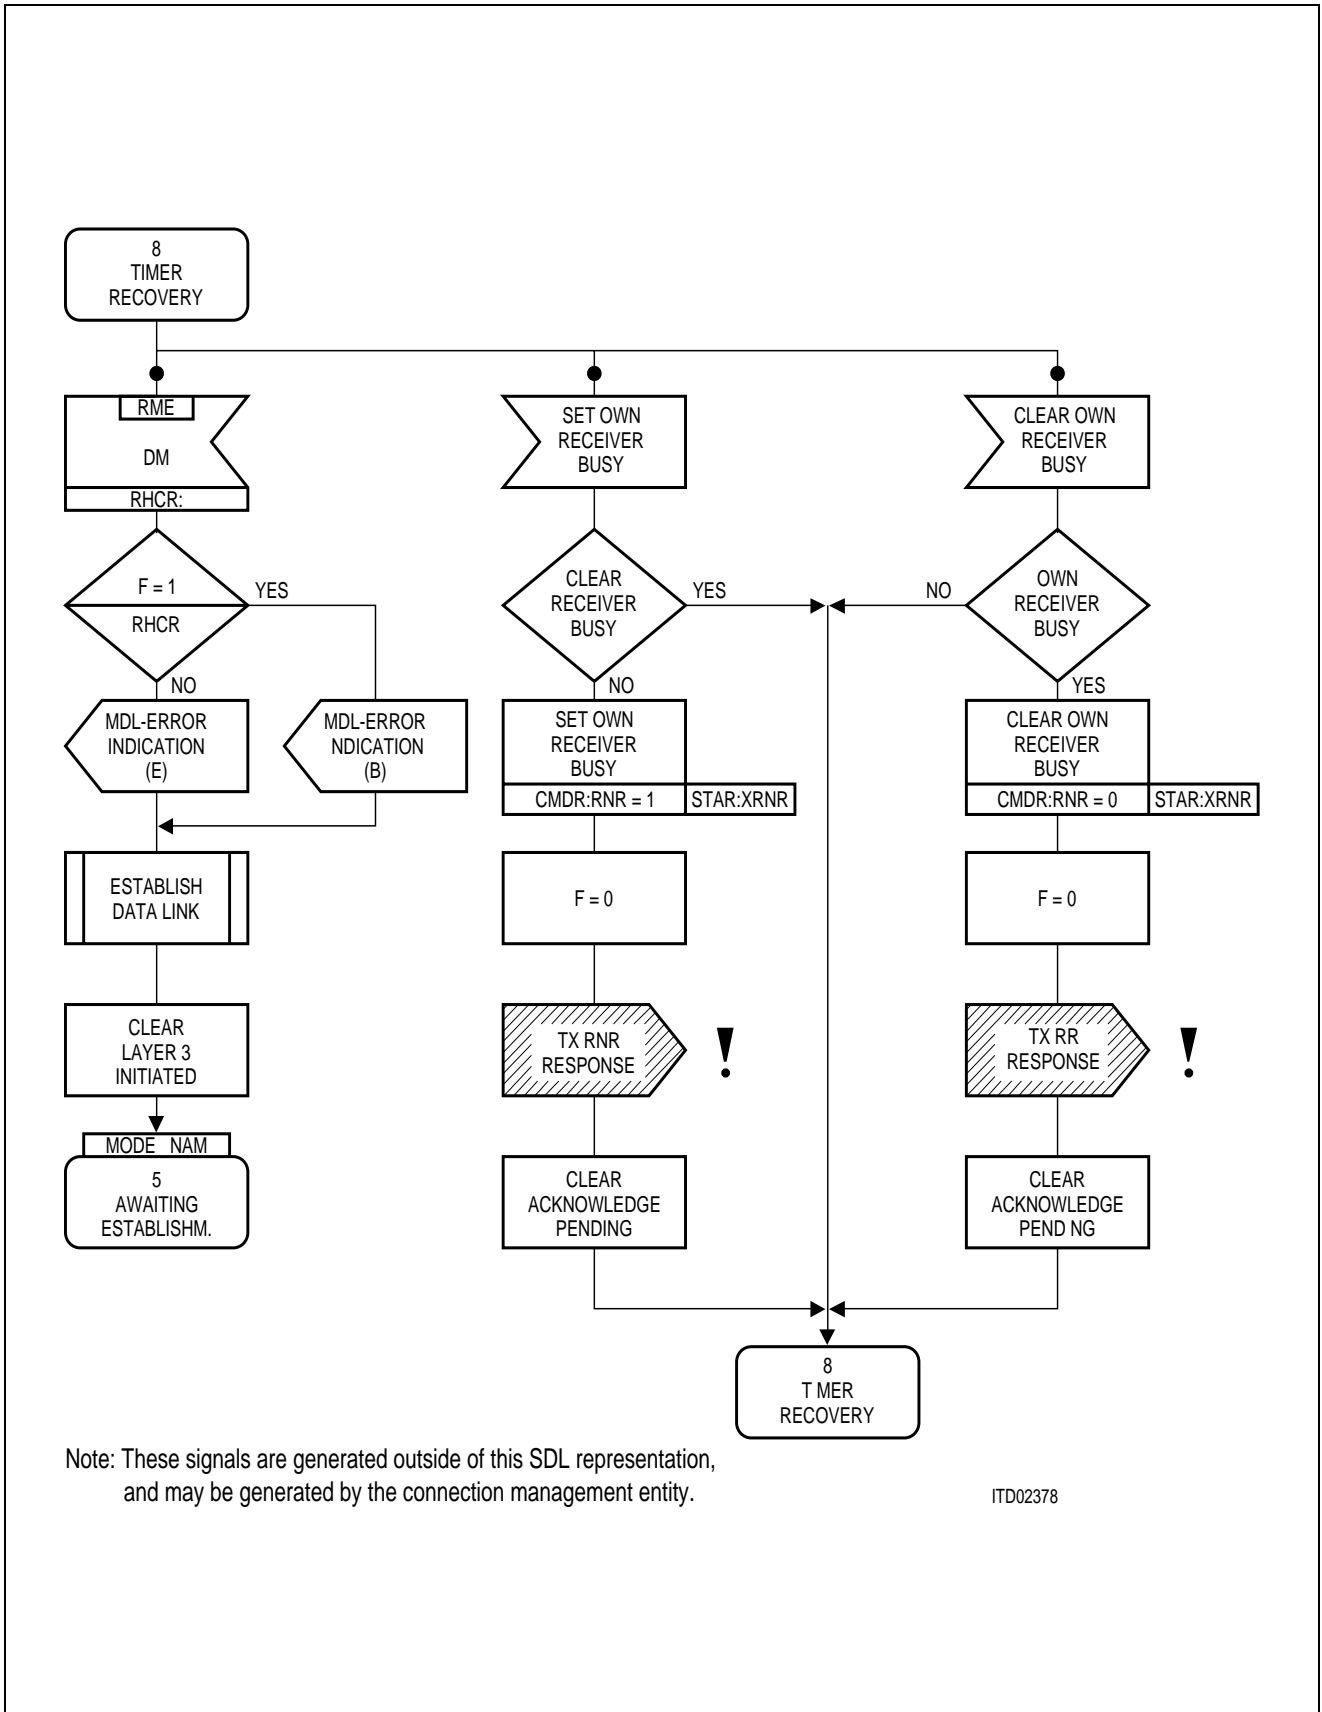 8
TIMER
RECOVERY
RME
DM
RHCR:
F = 1
RHCR
YES
NO
MDL-ERROR
INDICATION
(E)
MDL-ERROR
NDICATION
(B)
ESTABLISH
DATA LINK
CLEAR
LAYER 3
INITIATED
MODE NAM
5
AWAITING
ESTABLISHM.
SET OWN
RECEIVER
BUSY
CLEAR
RECEIVER
BUSY
YES
NO
SET OWN
RECEIVER
BUSY
CMDR:RNR = 1
STAR:XRNR
F = 0
TX RNR
RESPONSE
!
CLEAR
ACKNOWLEDGE
PENDING
CLEAR OWN
RECEIVER
BUSY
OWN
RECEIVER
BUSY
NO
YES
CLEAR OWN
RECEIVER
BUSY
CMDR:RNR = 0
STAR:XRNR
F = 0
TX RR
RESPONSE
!
CLEAR
ACKNOWLEDGE
PEND NG
8
T MER
RECOVERY
Note: These signals are generated outside of this SDL representation,
and may be generated by the connection management entity.
ITD02378